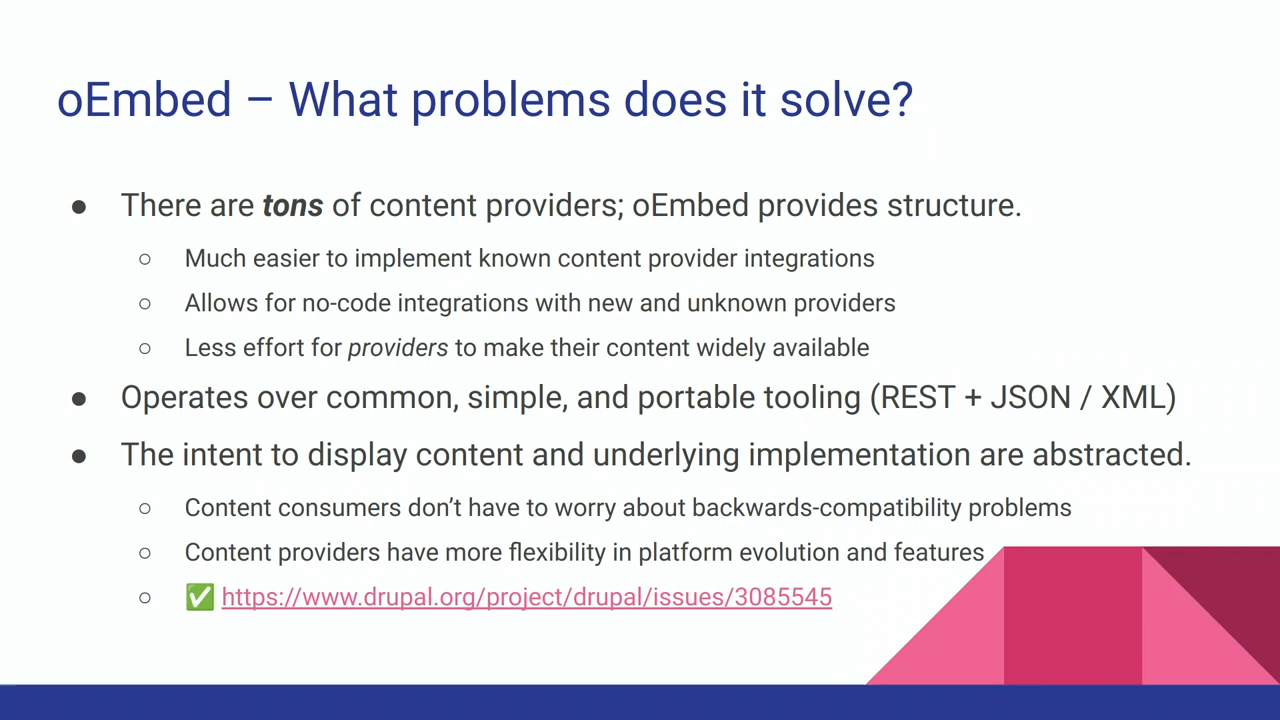 oEmbed – What problems does it solve?
● There are tons of content providers; oEmbed provides structure.
○ Much easier to implement known content provider integrations
○ Allows for no-code integrations with new and unknown providers
○ Less effort for providers to make their content widely available
● Operates over common, simple, and portable tooling (REST + JSON / XML)
● The intent to display content and underlying implementation are abstracted.
○ Content consumers don’t have to worry about backwards-compatibility problems
○ Content providers have more flexibility in platform evolution and features
○ ✅ https://www.drupal.org/project/drupal/issues/3085545